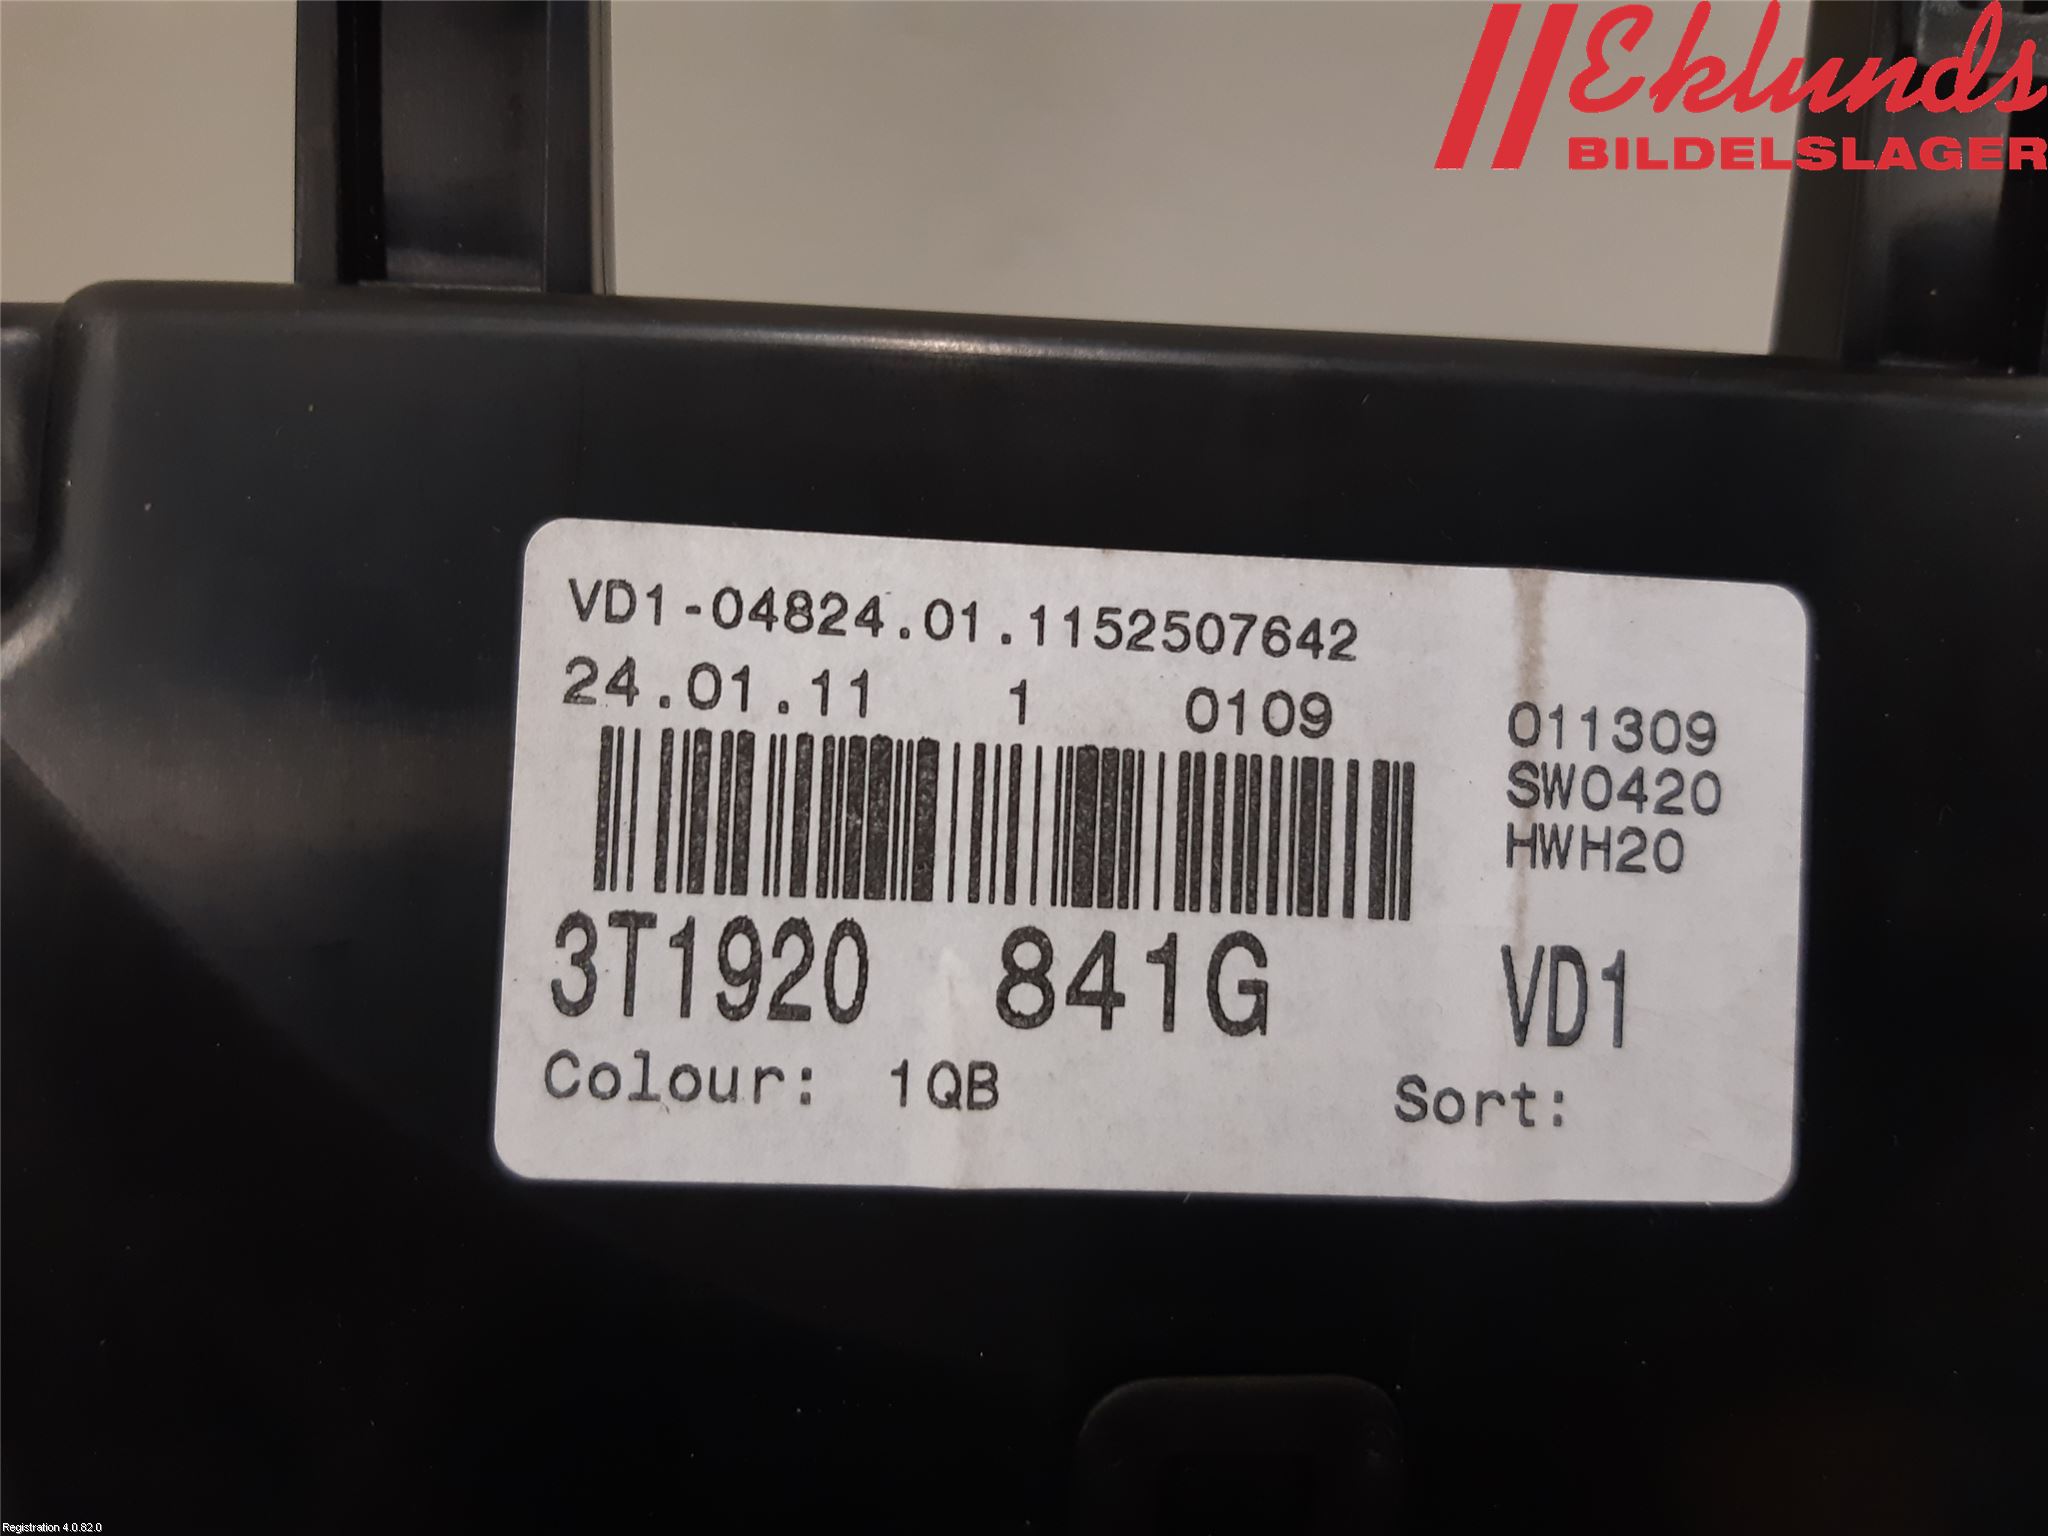 Eklunds
BILDELSLAGER
VD1-04824.01.1152507642
24.01.11 1 0109
011309
SW0420
HWH20
3T1920 841G VD1
Colour: 1QB Sort:
Registration 4.0.82.0